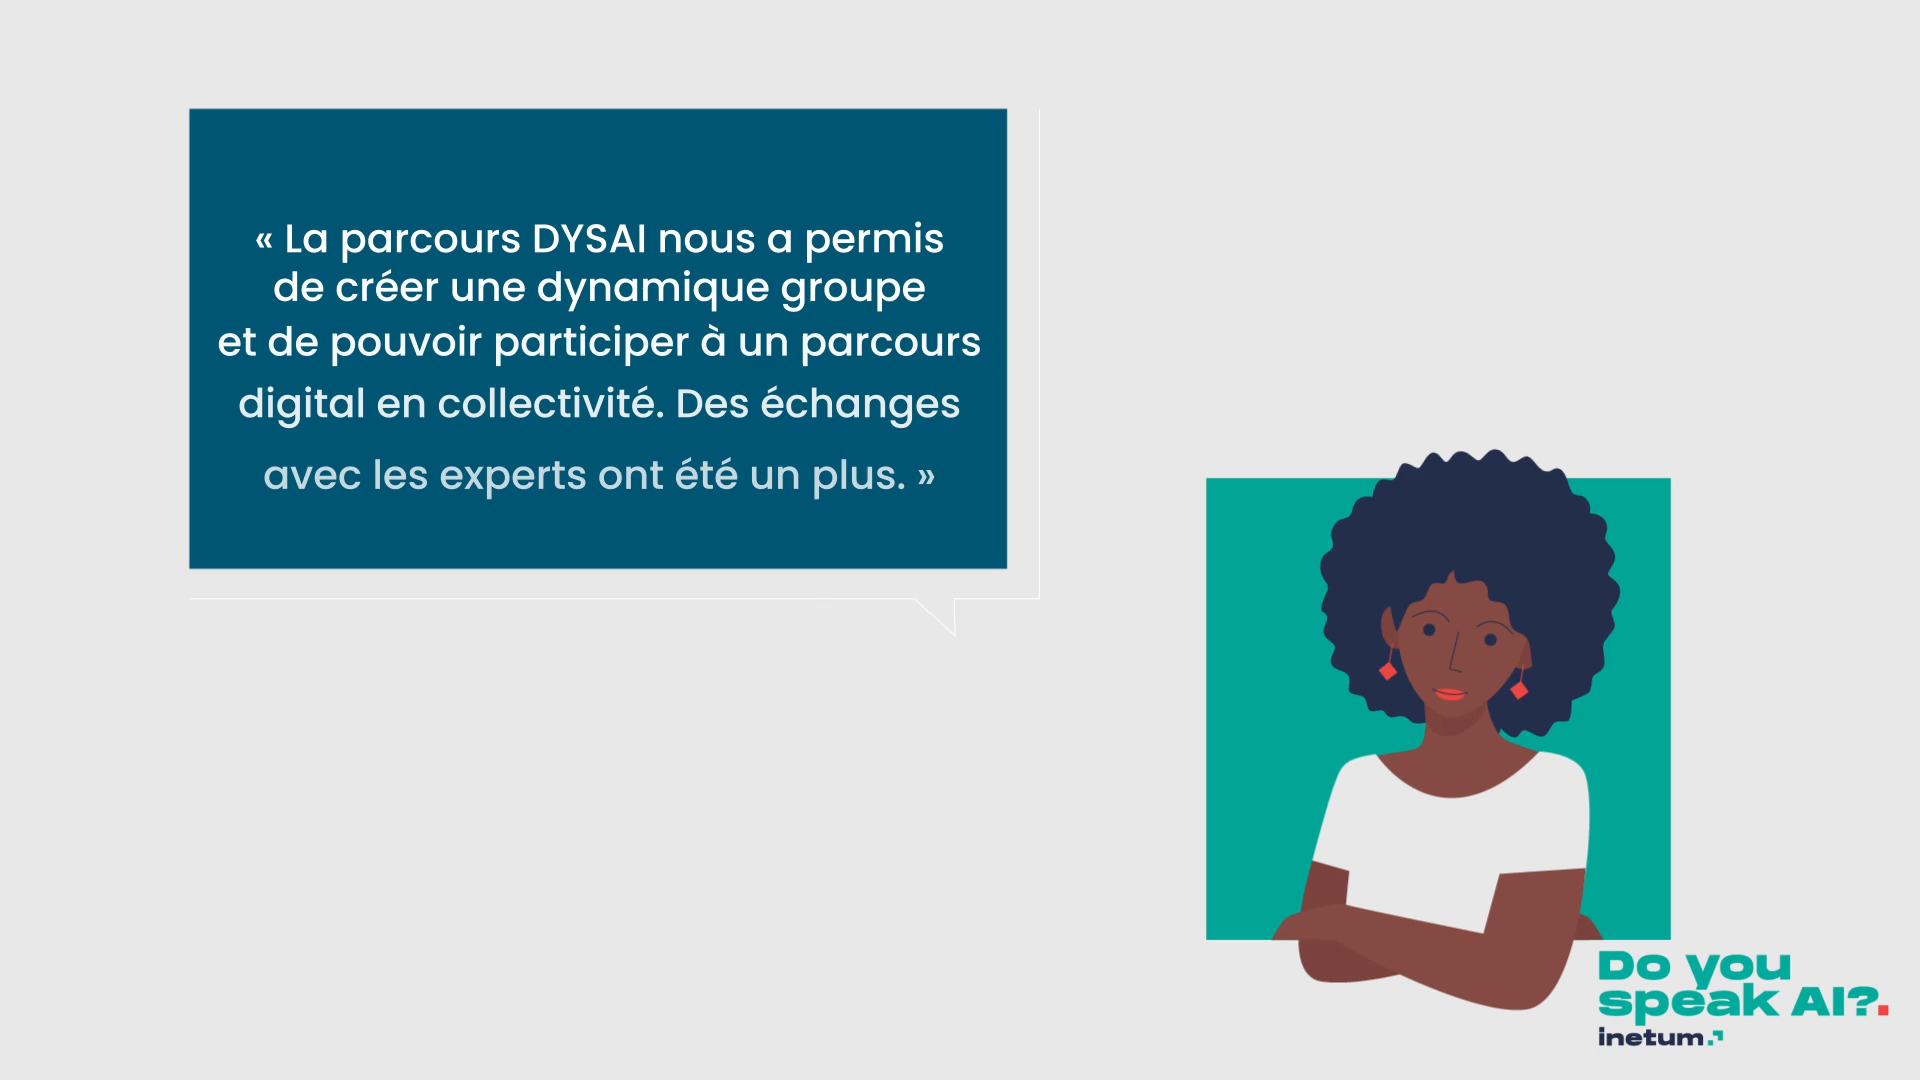 « La parcours DYSAI nous a permis
de créer une dynamique groupe
et de pouvoir participer à un parcours
digital en collectivité. Des échanges
avec les experts ont été un plus. »
Do you
speak AI?.
inetum.